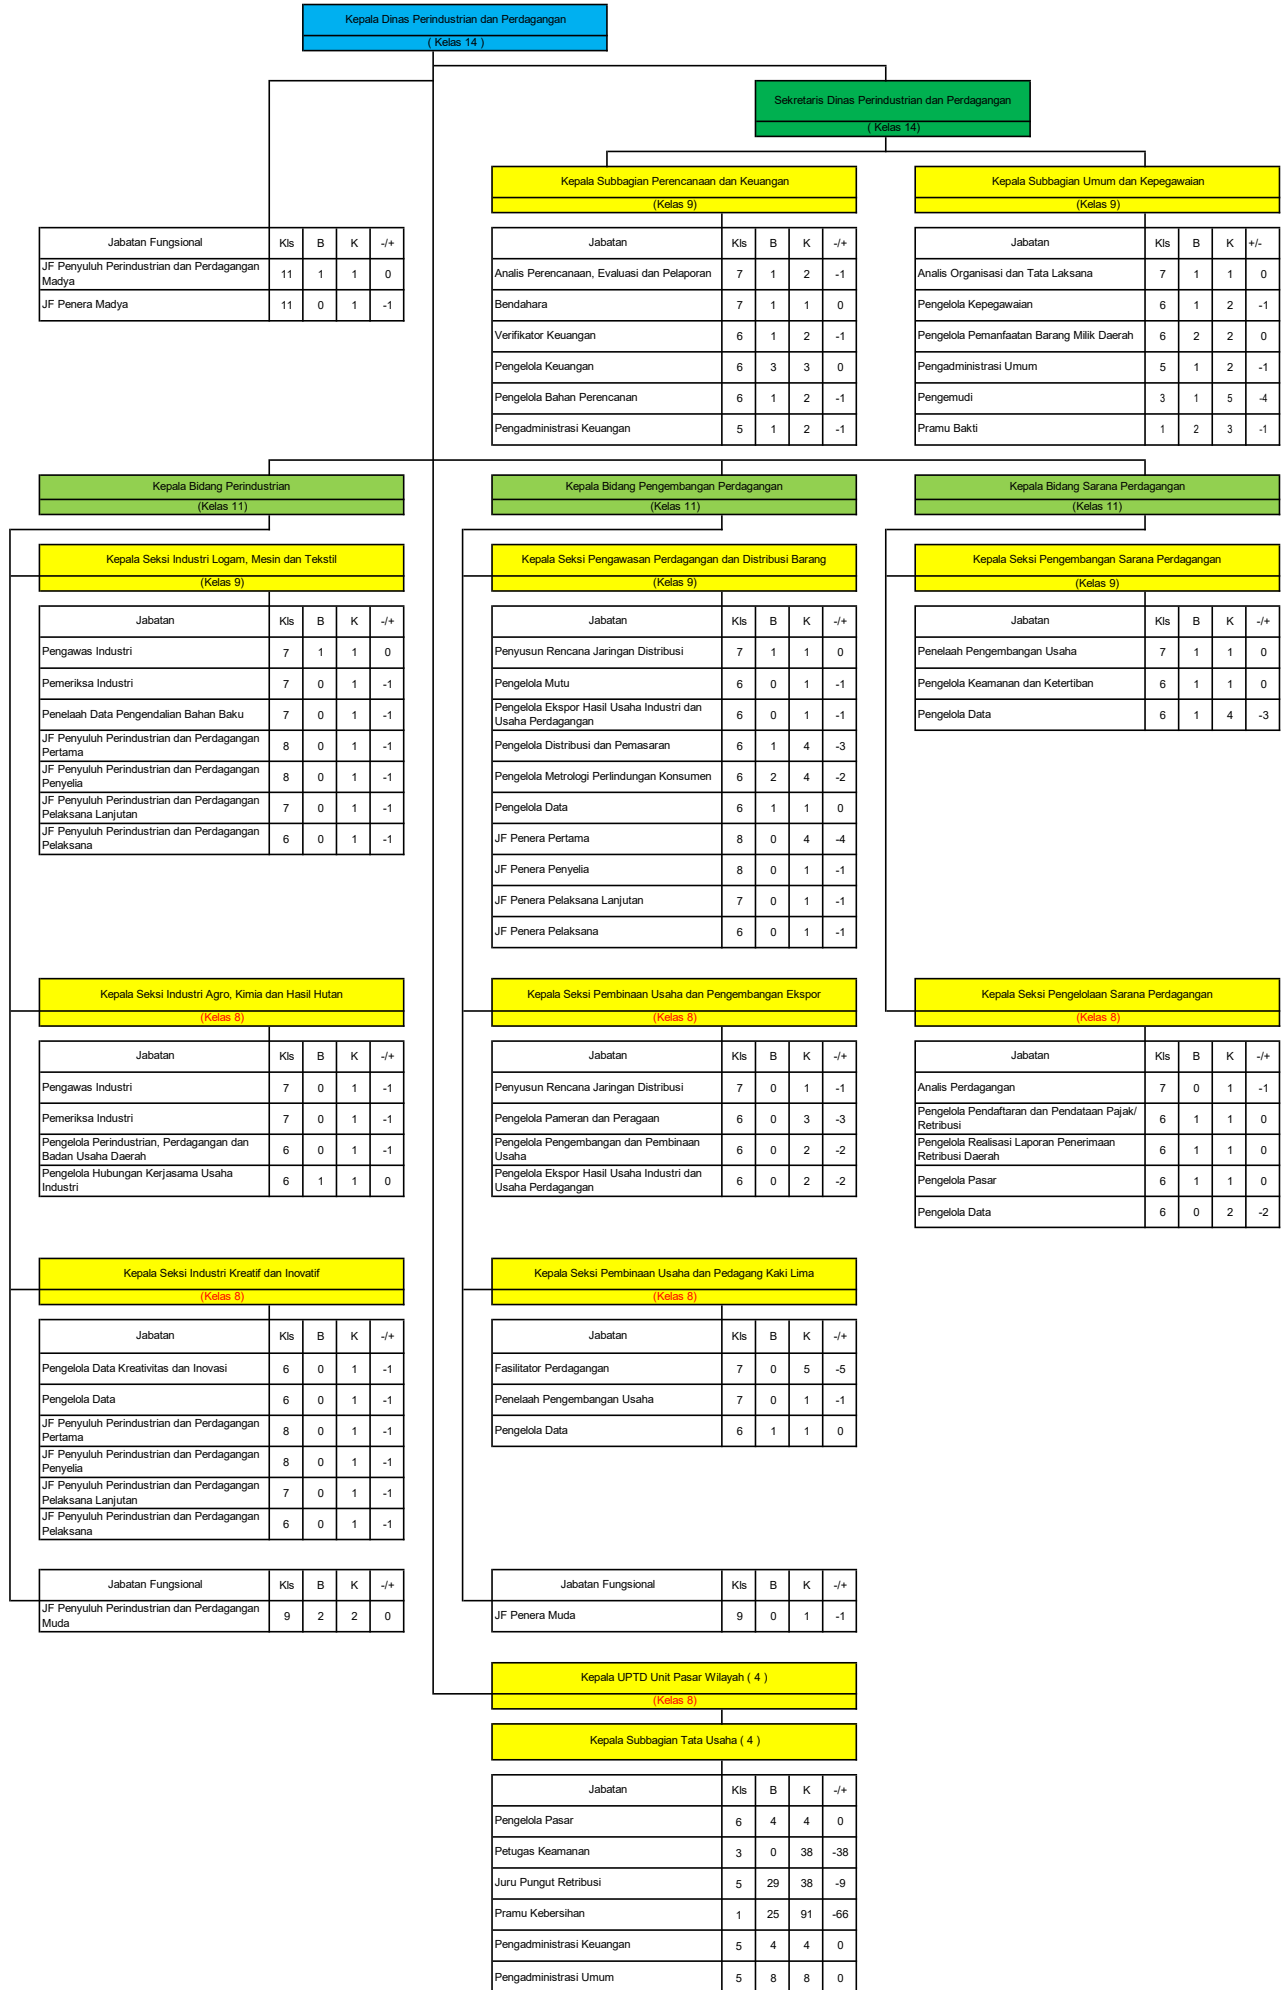 Kepala Dinas Perindustrian dan Perdagangan
( Kelas 14 )
Sekretaris Dinas Perindustrian dan Perdagangan
( Kelas 14)
Kepala Subbagian Perencanaan dan Keuangan
(Kelas 9)
Kepala Subbagian Umum dan Kepegawaian
(Kelas 9)
Jabatan Fungsional Kls B K -/+
JF Penyuluh Perindustrian dan Perdagangan
Madya 11 1 1 0
JF Penera Madya 11 0 1 -1
Jabatan Kls B K -/+
Analis Perencanaan, Evaluasi dan Pelaporan 7 1 2 -1
Bendahara 7 1 1 0
Verifikator Keuangan 6 1 2 -1
Pengelola Keuangan 6 3 3 0
Pengelola Bahan Perencanan 6 1 2 -1
Pengadministrasi Keuangan 5 1 2 -1
Jabatan Kls B K +/-
Analis Organisasi dan Tata Laksana 7 1 1 0
Pengelola Kepegawaian 6 1 2 -1
Pengelola Pemanfaatan Barang Milik Daerah 6 2 2 0
Pengadministrasi Umum 5 1 2 -1
Pengemudi 3 1 5 -4
Pramu Bakti 1 2 3 -1
Kepala Bidang Perindustrian
(Kelas 11)
Kepala Bidang Pengembangan Perdagangan
(Kelas 11)
Kepala Bidang Sarana Perdagangan
(Kelas 11)
Kepala Seksi Industri Logam, Mesin dan Tekstil
(Kelas 9)
Jabatan Kls B K -/+
Pengawas Industri 7 1 1 0
Pemeriksa Industri 7 0 1 -1
Penelaah Data Pengendalian Bahan Baku 7 0 1 -1
JF Penyuluh Perindustrian dan Perdagangan
Pertama 8 0 1 -1
JF Penyuluh Perindustrian dan Perdagangan
Penyelia 8 0 1 -1
JF Penyuluh Perindustrian dan Perdagangan
Pelaksana Lanjutan 7 0 1 -1
JF Penyuluh Perindustrian dan Perdagangan
Pelaksana 6 0 1 -1
Kepala Seksi Pengawasan Perdagangan dan Distribusi Barang
(Kelas 9)
Jabatan Kls B K -/+
Penyusun Rencana Jaringan Distribusi 7 1 1 0
Pengelola Mutu 6 0 1 -1
Pengelola Ekspor Hasil Usaha Industri dan
Usaha Perdagangan 6 0 1 -1
Pengelola Distribusi dan Pemasaran 6 1 4 -3
Pengelola Metrologi Perlindungan Konsumen 6 2 4 -2
Pengelola Data 6 1 1 0
JF Penera Pertama 8 0 4 -4
JF Penera Penyelia 8 0 1 -1
JF Penera Pelaksana Lanjutan 7 0 1 -1
JF Penera Pelaksana 6 0 1 -1
Kepala Seksi Pengembangan Sarana Perdagangan
(Kelas 9)
Jabatan Kls B K -/+
Penelaah Pengembangan Usaha 7 1 1 0
Pengelola Keamanan dan Ketertiban 6 1 1 0
Pengelola Data 6 1 4 -3
Kepala Seksi Industri Agro, Kimia dan Hasil Hutan
(Kelas 8)
Jabatan Kls B K -/+
Pengawas Industri 7 0 1 -1
Pemeriksa Industri 7 0 1 -1
Pengelola Perindustrian, Perdagangan dan
Badan Usaha Daerah 6 0 1 -1
Pengelola Hubungan Kerjasama Usaha
Industri 6 1 1 0
Kepala Seksi Pembinaan Usaha dan Pengembangan Ekspor
(Kelas 8)
Jabatan Kls B K -/+
Penyusun Rencana Jaringan Distribusi 7 0 1 -1
Pengelola Pameran dan Peragaan 6 0 3 -3
Pengelola Pengembangan dan Pembinaan
Usaha 6 0 2 -2
Pengelola Ekspor Hasil Usaha Industri dan
Usaha Perdagangan 6 0 2 -2
Kepala Seksi Pengelolaan Sarana Perdagangan
(Kelas 8)
Jabatan Kls B K -/+
Analis Perdagangan 7 0 1 -1
Pengelola Pendaftaran dan Pendataan Pajak/
Retribusi 6 1 1 0
Pengelola Realisasi Laporan Penerimaan
Retribusi Daerah 6 1 1 0
Pengelola Pasar 6 1 1 0
Pengelola Data 6 0 2 -2
Kepala Seksi Industri Kreatif dan Inovatif
(Kelas 8)
Jabatan Kls B K -/+
Pengelola Data Kreativitas dan Inovasi 6 0 1 -1
Pengelola Data 6 0 1 -1
JF Penyuluh Perindustrian dan Perdagangan
Pertama 8 0 1 -1
JF Penyuluh Perindustrian dan Perdagangan
Penyelia 8 0 1 -1
JF Penyuluh Perindustrian dan Perdagangan
Pelaksana Lanjutan 7 0 1 -1
JF Penyuluh Perindustrian dan Perdagangan
Pelaksana 6 0 1 -1
Kepala Seksi Pembinaan Usaha dan Pedagang Kaki Lima
(Kelas 8)
Jabatan Kls B K -/+
Fasilitator Perdagangan 7 0 5 -5
Penelaah Pengembangan Usaha 7 0 1 -1
Pengelola Data 6 1 1 0
Jabatan Fungsional Kls B K -/+
JF Penyuluh Perindustrian dan Perdagangan
Muda 9 2 2 0
Jabatan Fungsional Kls B K -/+
JF Penera Muda 9 0 1 -1
Kepala UPTD Unit Pasar Wilayah ( 4 )
(Kelas 8)
Kepala Subbagian Tata Usaha ( 4 )
Jabatan Kls B K -/+
Pengelola Pasar 6 4 4 0
Petugas Keamanan 3 0 38 -38
Juru Pungut Retribusi 5 29 38 -9
Pramu Kebersihan 1 25 91 -66
Pengadministrasi Keuangan 5 4 4 0
Pengadministrasi Umum 5 8 8 0